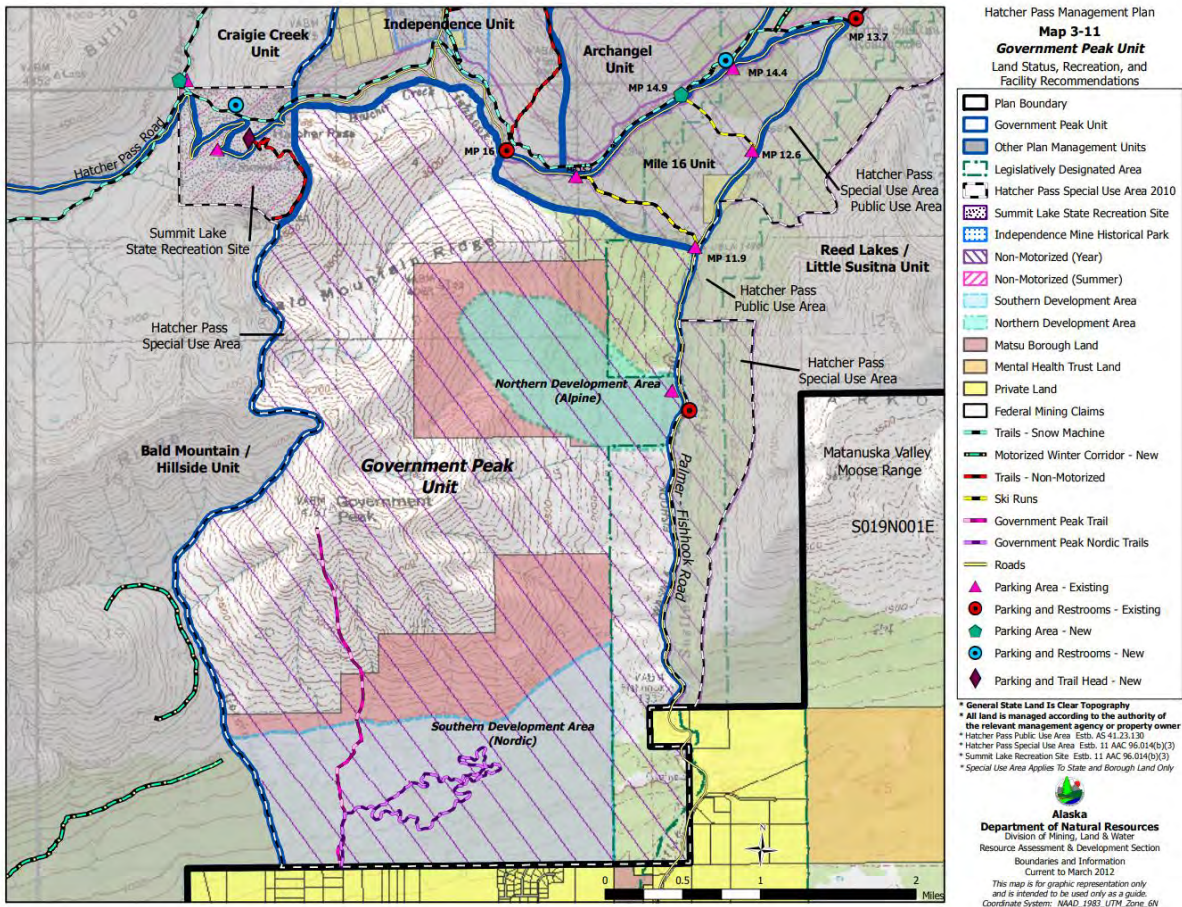 Hatcher Pass Management Plan
Map 3-11
Government Peak Unit
Land Status, Recreation, and
Facility Recommendations
Plan Boundary
Government Peak Unit
Other Plan Management Units
Legislatively Designated Area
Hatcher Pass Special Use Area 2010
Summit Lake State Recreation Site
Independence Mine Historical Park
Non-Motorized (Year)
Non-Motorized (Summer)
Southern Development Area
Northern Development Area
Matsu Borough Land
Mental Health Trust Land
Private Land
Federal Mining Claims
Trails - Snow Machine
Motorized Winter Corridor - New
Trails - Non-Motorized
Ski Runs
Government Peak Trail
Government Peak Nordic Trails
Roads
Parking Area - Existing
Parking and Restrooms - Existing
Parking Area - New
Parking and Restrooms - New
Parking and Trail Head - New
* General State Land Is Clear Topography
* All land is managed according to the authority of
the relevant management agency or property owner
* Hatcher Pass Public Use Area Estb. AS 41.23.130
* Hatcher Pass Special Use Area Estb. 11 AAC 96.014(b)(3)
* Summit Lake Recreation Site Estb. 11 AAC 96.014(b)(3)
* Special Use Area Applies To State and Borough Land Only
Alaska
Department of Natural Resources
Division of Mining, Land & Water
Resource Assessment & Development Section
Boundaries and Information
Current to March 2012
This map is for graphic representation only
and is intended to be used only as a guide.
Coordinate System: NAAD_1983_UTM_Zone_6N
Craigie Creek
Unit
Independence Unit
Archangel
Unit
MP 13.7
MP 14.4
MP 14.9
MP 16
Mile 16 Unit
MP 12.6
Hatcher Pass
Special Use Area
Public Use Area
Hatcher Pass Road
Hatcher Pass
Summit Lake
State Recreation Site
MP 11.9
Reed Lakes /
Little Susitna Unit
Hatcher Pass
Public Use Area
Bald Mountain Ridge
Hatcher Pass
Special Use Area
Hatcher Pass
Special Use Area
Northern Development Area
(Alpine)
Bald Mountain /
Hillside Unit
Government Peak
Unit
Government
Peak
Palmer - Fishhook Road
Matanuska Valley
Moose Range
S019N001E
Southern Development Area
(Nordic)
N
0 0.5 1 2
Miles